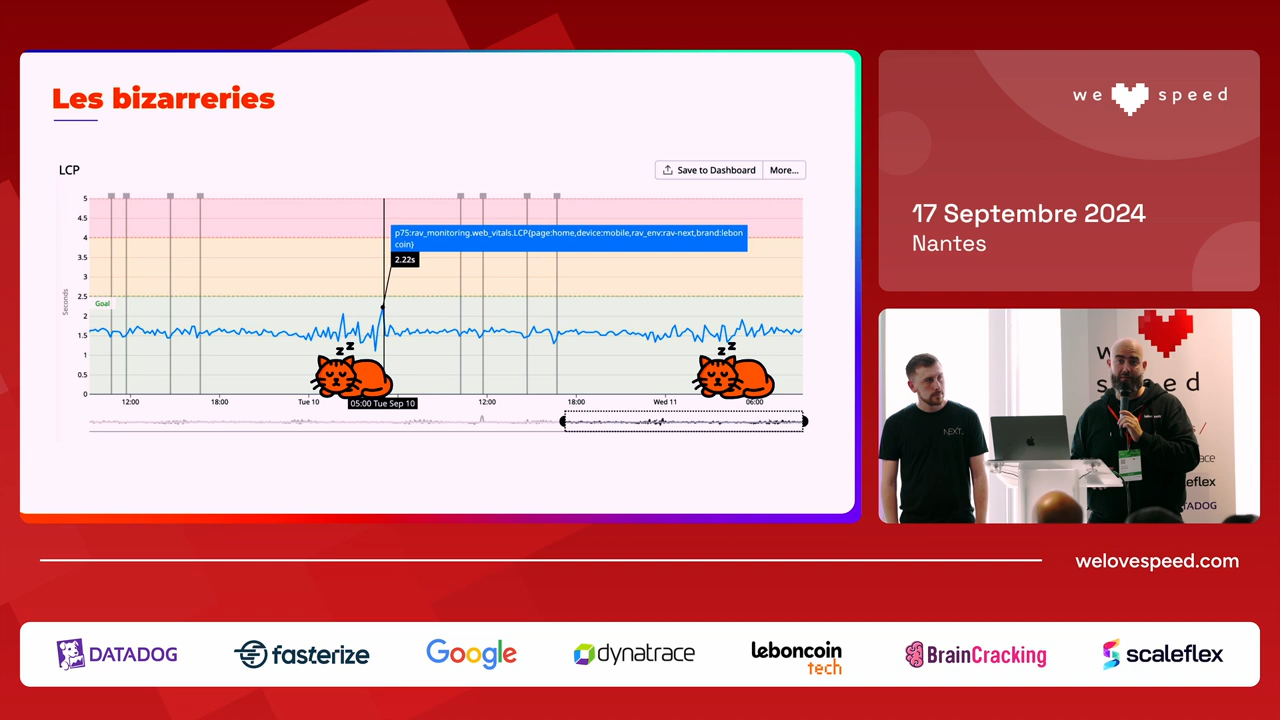 Les bizarreries
LCP
Save to Dashboard
More...
5
4.5
4
3.5
3
2.5
2
1.5
1
0.5
0
Seconds
Goal
p75:rav_monitoring.web_vitals.LCP{page:home,device:mobile,rav_env:rav-next,brand:lebon
coin}
2.22s
z z
z z
12:00
18:00
Tue 10
05:00 Tue Sep 10
12:00
18:00
Wed 11
06:00
we speed
17 Septembre 2024
Nantes
NEXT.
speed
scaleflex
DATADOG
welovespeed.com
DATADOG
fasterize
Google
dynatrace
leboncoin
tech
BrainCracking
scaleflex